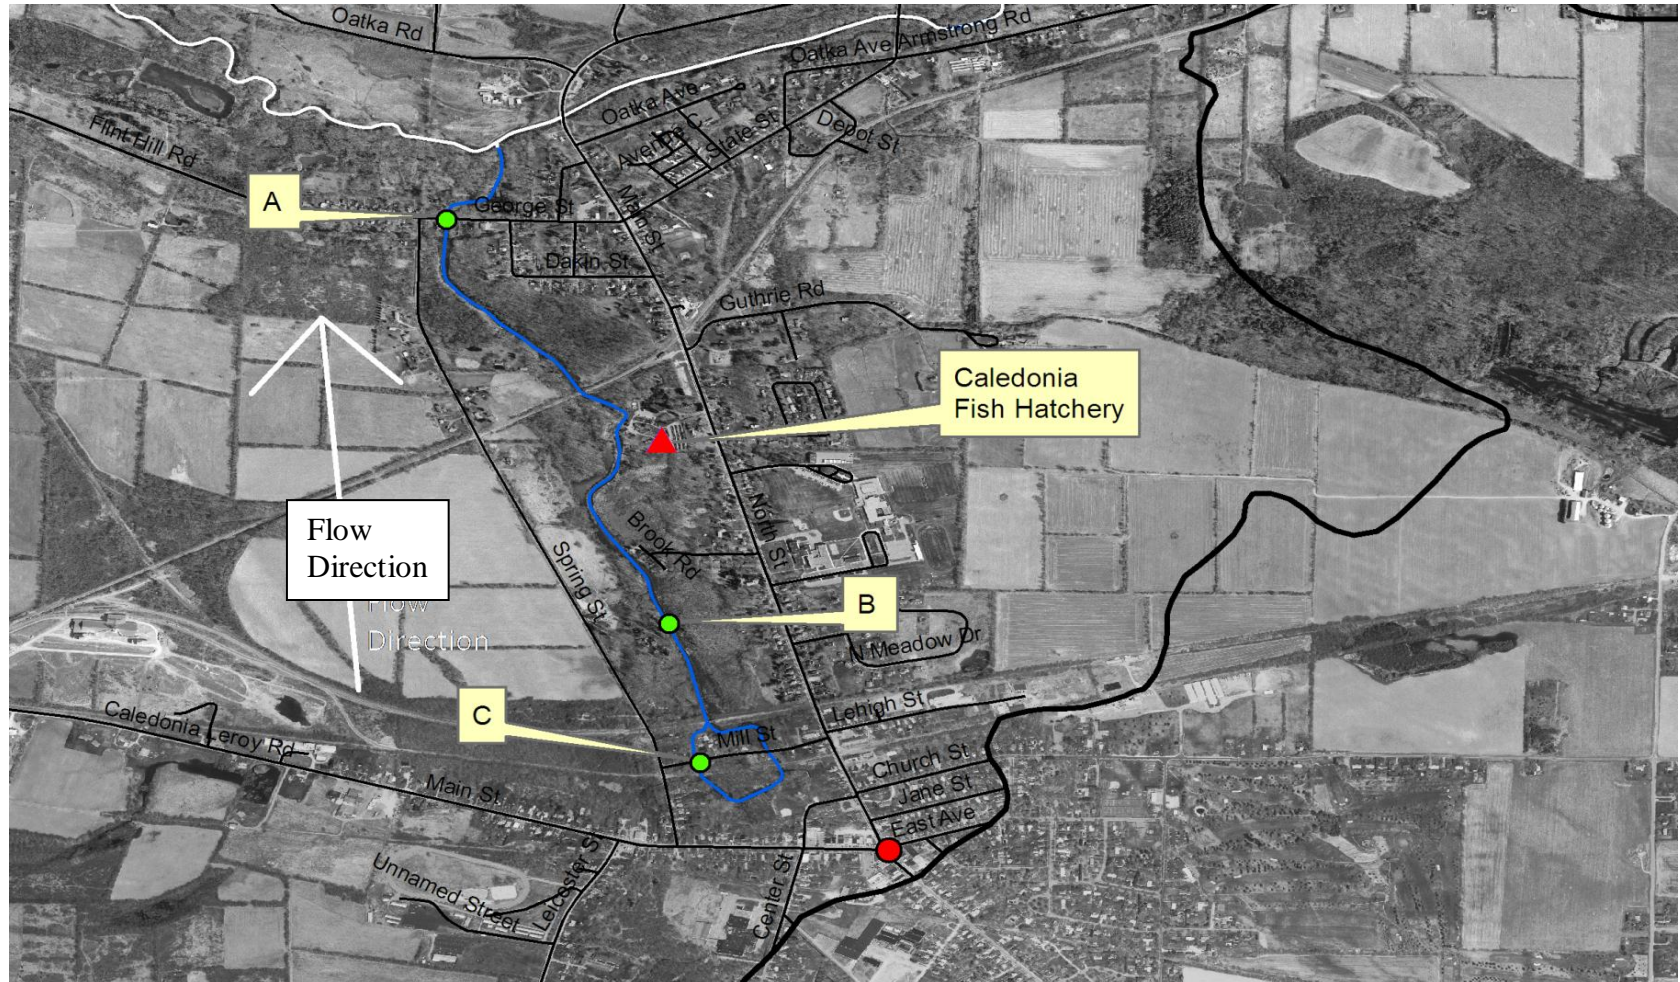 Oatka Rd
Oatka Ave Armstrong Rd
Oatka Ave
Flint Hill Rd
Avenue C
State St
Depot St
A
George St
Main St
Dakin St
Guthrie Rd
Caledonia
Fish Hatchery
Flow
Direction
Flow
Direction
Spring St
Brook Rd
North St
B
N Meadow Dr
C
Lehigh St
Mill St
Caledonia Leroy Rd
Main St
Church St
Jane St
East Ave
Unnamed Street
Leicester S
Center St